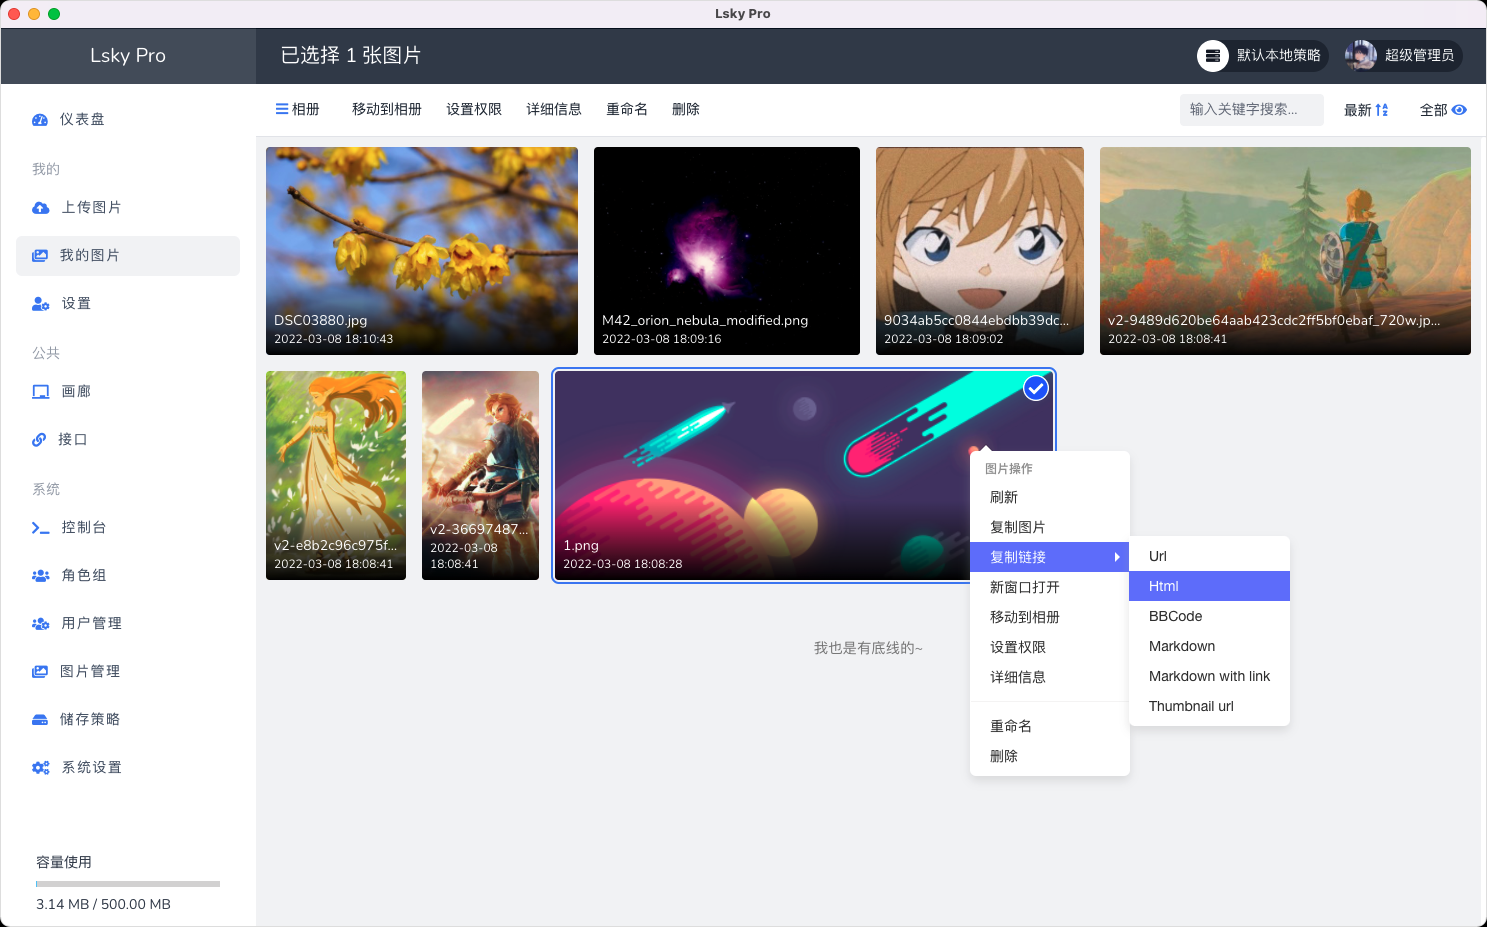 Lsky Pro
Lsky Pro
已选择 1 张图片
默认本地策略
超级管理员
相册
移动到相册
设置权限
详细信息
重命名
删除
输入关键字搜索...
最新
全部
仪表盘
我的
上传图片
我的图片
设置
公共
画廊
接口
系统
控制台
角色组
用户管理
图片管理
储存策略
系统设置
容量使用
3.14 MB / 500.00 MB
DSC03880.jpg
2022-03-08 18:10:43
M42_orion_nebula_modified.png
2022-03-08 18:09:16
9034ab5cc0844ebdbb39dc...
2022-03-08 18:09:02
v2-9489d620be64aab423cdc2ff5bf0ebaf_720w.jp...
2022-03-08 18:08:41
v2-e8b2c96c975f...
2022-03-08 18:08:41
v2-36697487...
2022-03-08
18:08:41
1.png
2022-03-08 18:08:28
图片操作
刷新
复制图片
复制链接
新窗口打开
移动到相册
设置权限
详细信息
重命名
删除
Url
Html
BBCode
Markdown
Markdown with link
Thumbnail url
我也是有底线的~